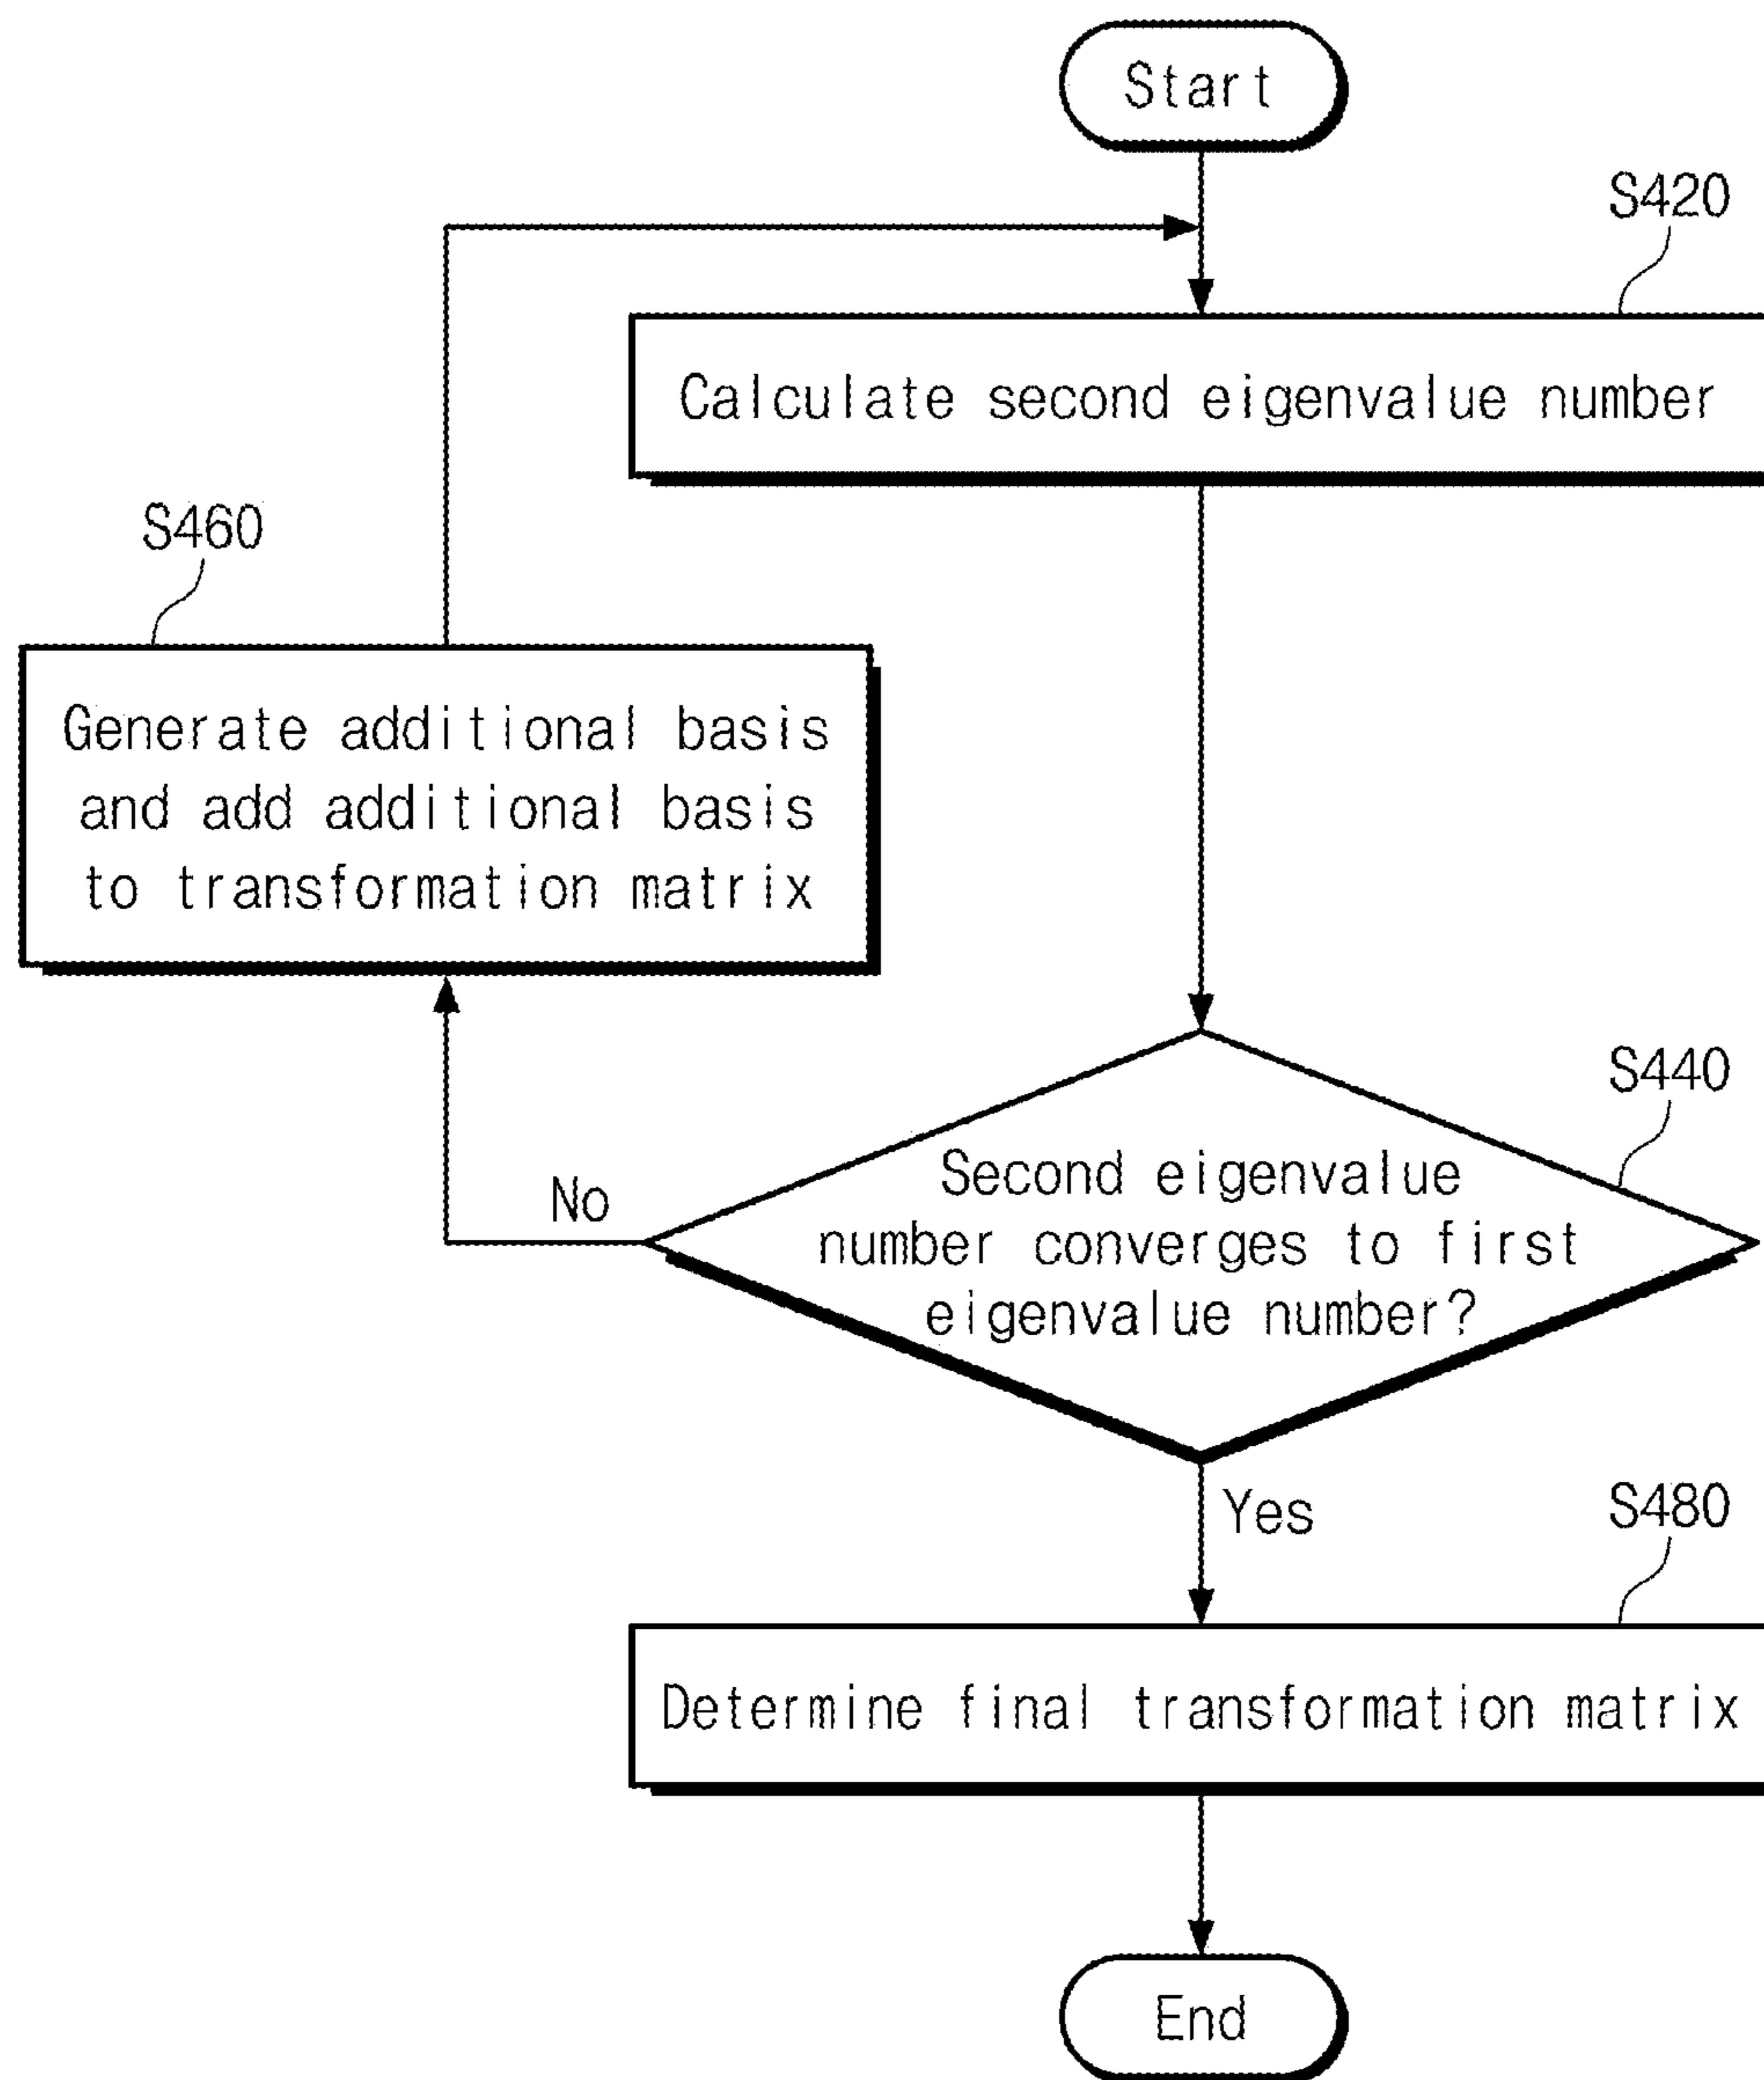 Start
S420
Calculate second eigenvalue number
S460
Generate additional basis
and add additional basis
to transformation matrix
S440
Second eigenvalue
number converges to first
eigenvalue number?
No
Yes
S480
Determine final transformation matrix
End